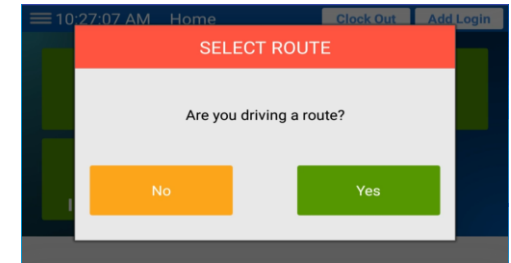 10:27:07 AM Home Clock Out Add Login
SELECT ROUTE
Are you driving a route?
No Yes